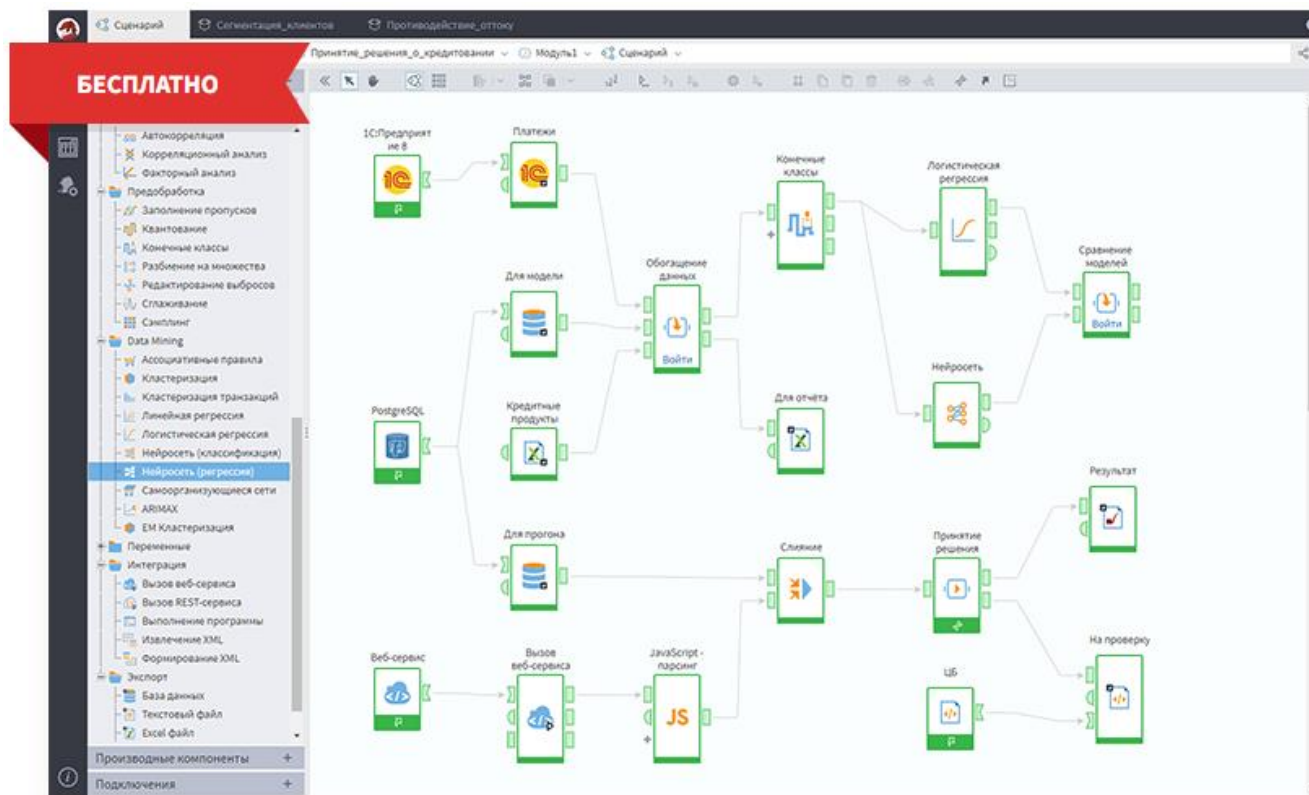 Сценарий
Сегментация_клиентов
Противодействие_оттоку
Принятие_решения_о_кредитовании
Модуль1
Сценарий
БЕСПЛАТНО
Автокорреляция
Корреляционный анализ
Факторный анализ
Предобработка
Заполнение пропусков
Квантование
Конечные классы
Разбиение на множества
Редактирование выбросов
Сглаживание
Сэмплинг
Data Mining
Ассоциативные правила
Кластеризация
Кластеризация транзакций
Линейная регрессия
Логистическая регрессия
Нейросеть (классификация)
Нейросеть (регрессия)
Самоорганизующиеся сети
ARIMAX
EM Кластеризация
Переменные
Интеграция
Вызов веб-сервиса
Вызов REST-сервиса
Выполнение программы
Извлечение XML
Формирование XML
Экспорт
База данных
Текстовый файл
Excel файл
Производные компоненты
Подключения
1С:Предприят
ие 8
1С
Платежи
1С
Конечные
классы
Логистическая
регрессия
Для модели
Обогащение
данных
Войти
Сравнение
моделей
Войти
PostgreSQL
Кредитные
продукты
Для отчёта
Нейросеть
Результат
Для прогона
Слияние
Принятие
решения
Веб-сервис
Вызов
веб-сервиса
JavaScript -
парсинг
JS
ЦБ
На проверку